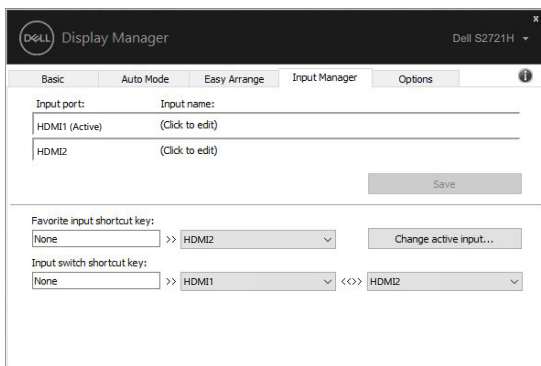 x
DELL Display Manager Dell S2721H
Basic Auto Mode Easy Arrange Input Manager Options i
Input port: Input name:
HDMI1 (Active) (Click to edit)
HDMI2 (Click to edit)
Save
Favorite input shortcut key:
None >> HDMI2 Change active input...
Input switch shortcut key:
None >> HDMI1 <<>> HDMI2